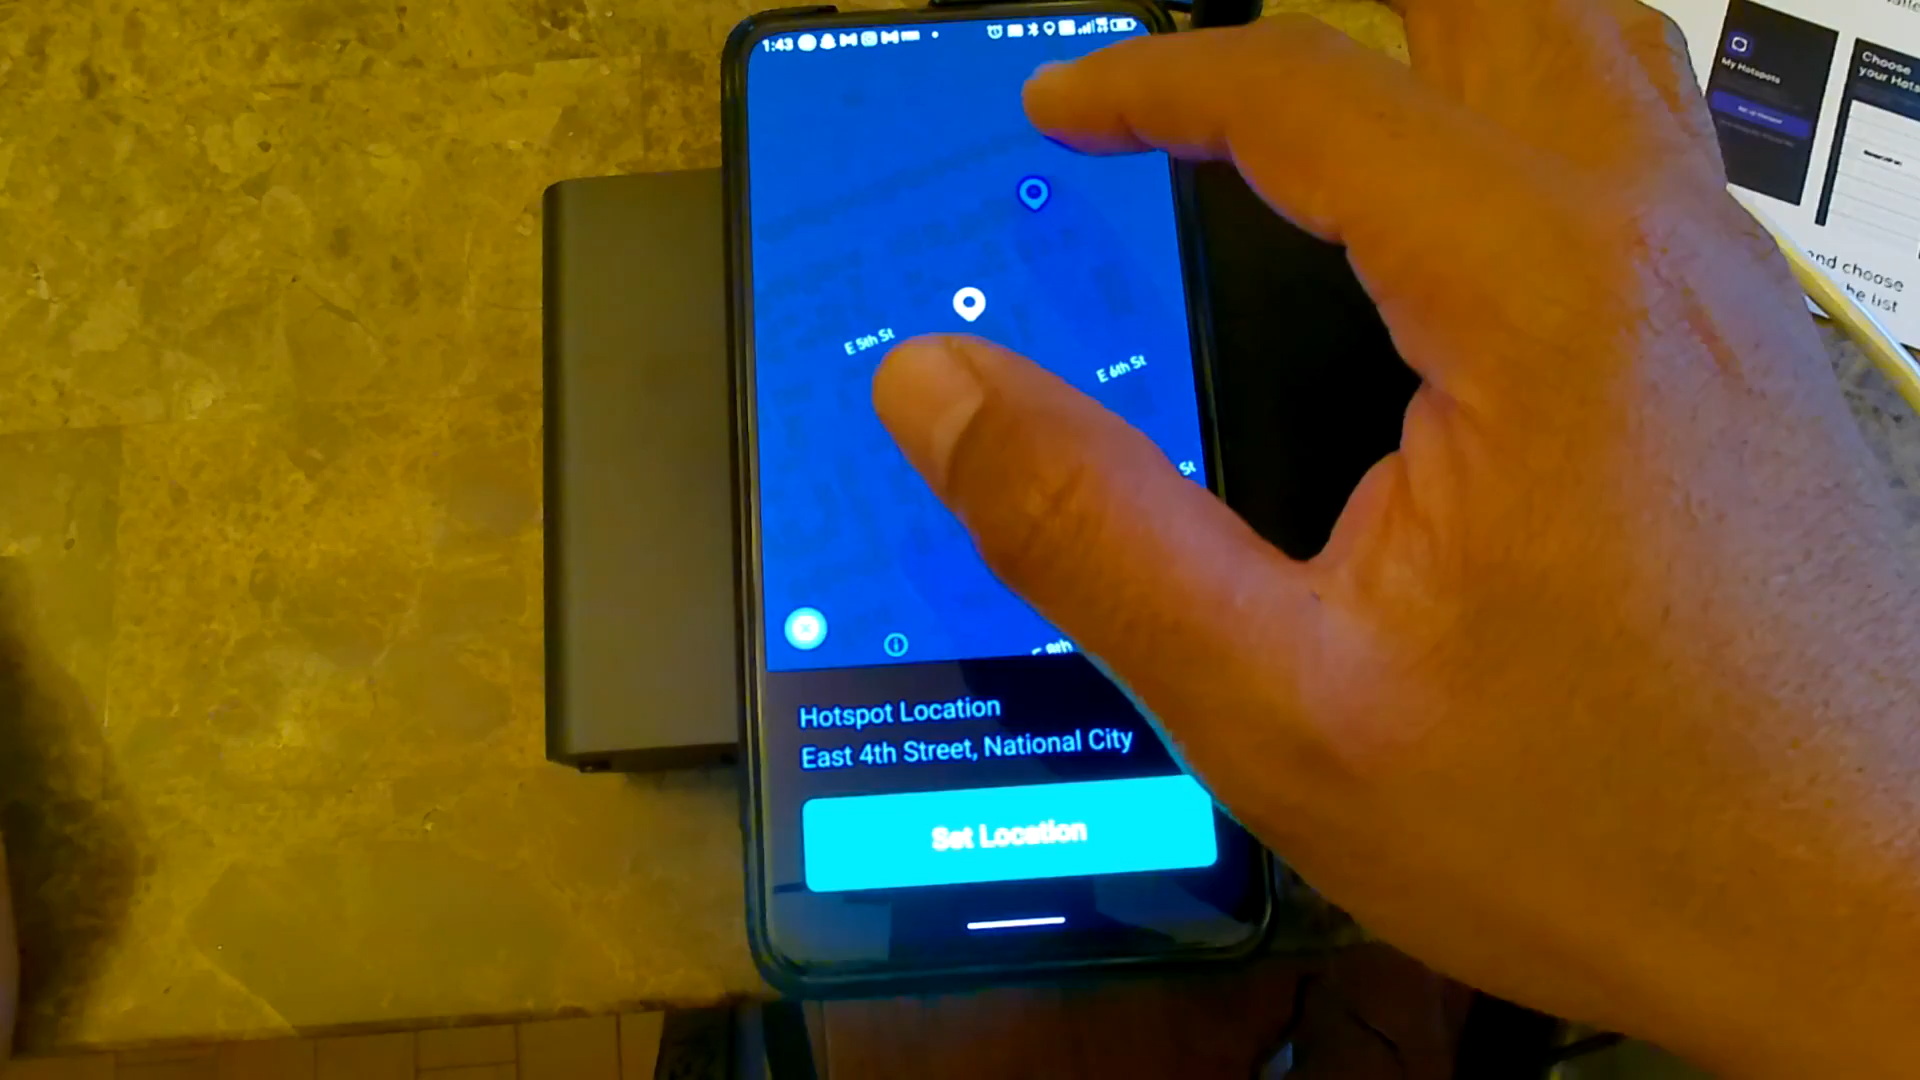 1:43
E 5th St
E 6th St
St
Hotspot Location
East 4th Street, National City
Set Location
My Hotspots
Choose
your Hots
and choose
he list